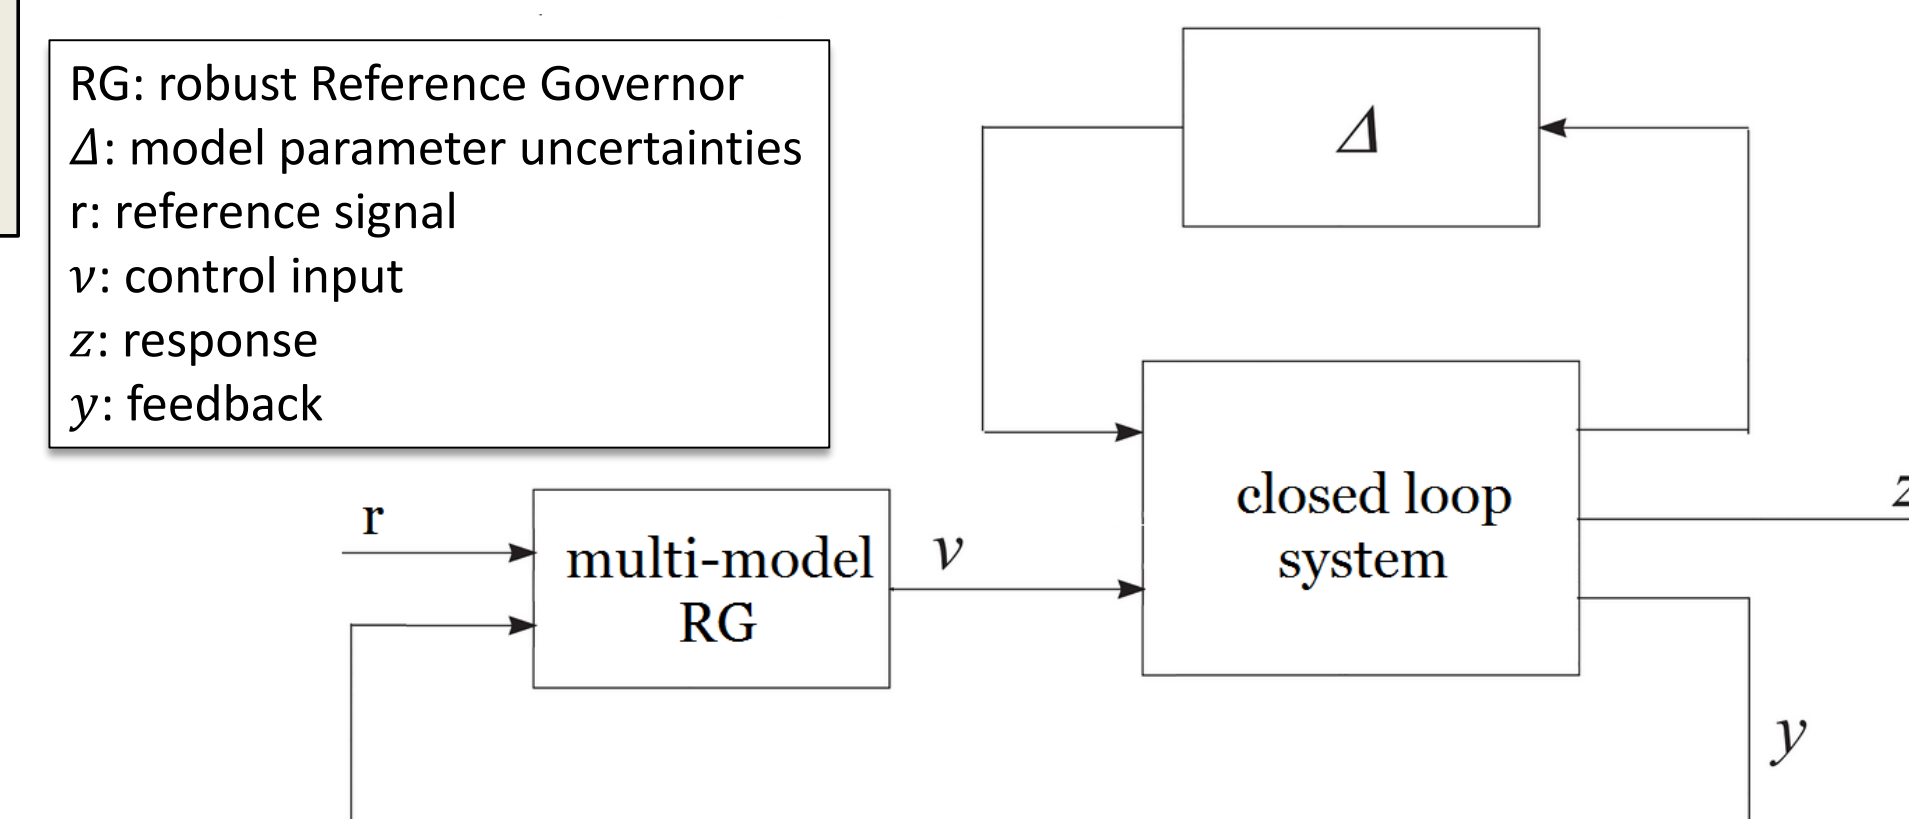 RG: robust Reference Governor
Δ: model parameter uncertainties
r: reference signal
ν: control input
z: response
y: feedback
Δ
closed loop
system
z
r
multi-model
RG
ν
y